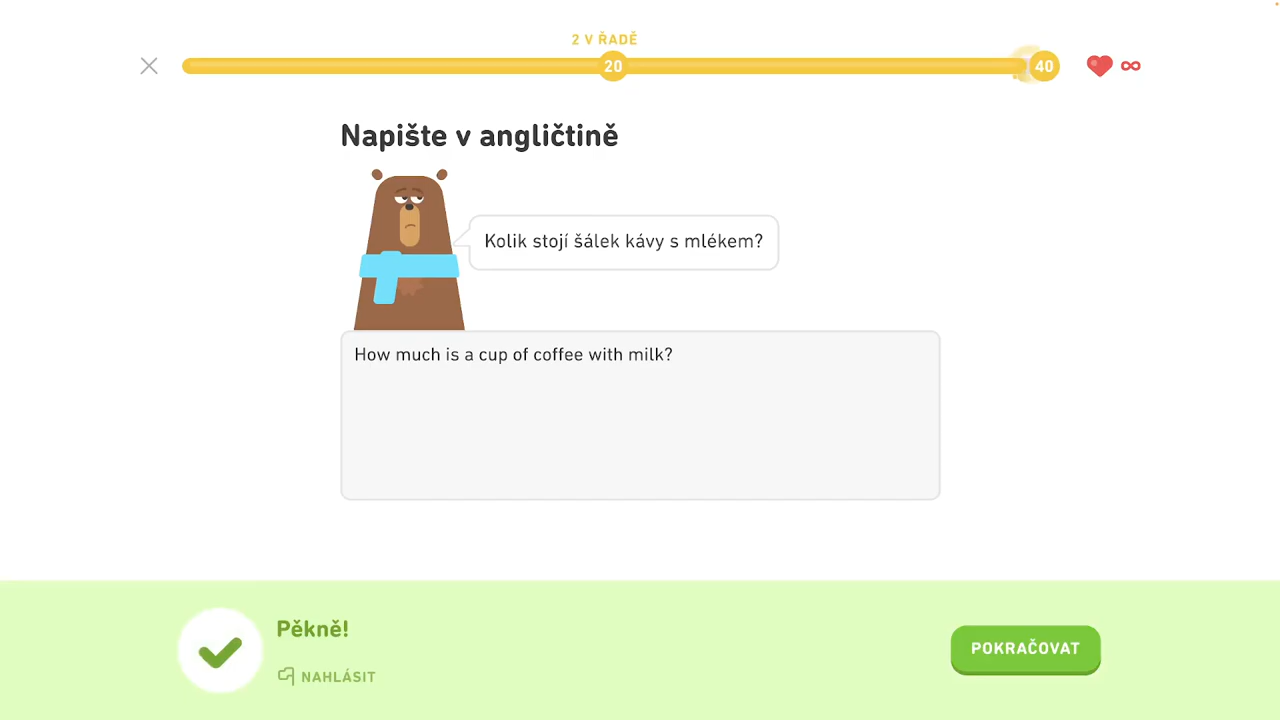 2 V ŘADĚ
20
40
Napište v angličtině
Kolik stojí šálek kávy s mlékem?
How much is a cup of coffee with milk?
Pěkně!
NAHLÁSIT
POKRAČOVAT